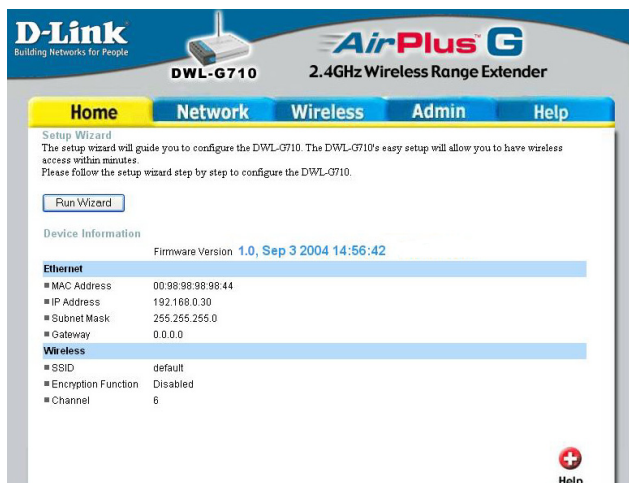 D-Link
Building Networks for People
DWL-G710
AirPlus™ G
2.4GHz Wireless Range Extender
Home Network Wireless Admin Help
Setup Wizard
The setup wizard will guide you to configure the DWL-G710. The DWL-G710's easy setup will allow you to have wireless
access within minutes.
Please follow the setup wizard step by step to configure the DWL-G710.
Run Wizard
Device Information
Firmware Version 1.0, Sep 3 2004 14:56:42
Ethernet
MAC Address 00:98:98:98:98:44
IP Address 192.168.0.30
Subnet Mask 255.255.255.0
Gateway 0.0.0.0
Wireless
SSID default
Encryption Function Disabled
Channel 6
Help